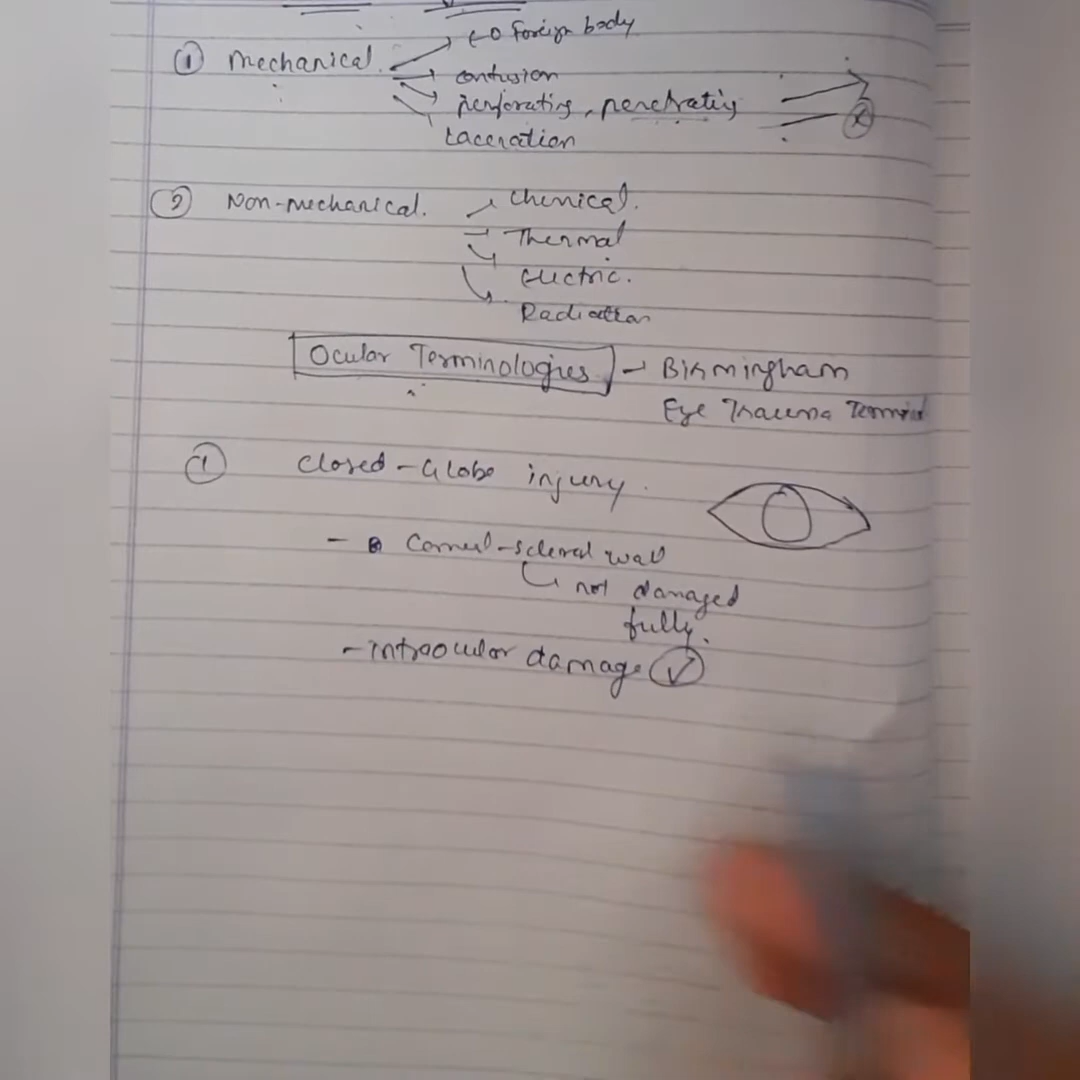 ① Mechanical. → Foreign body
→ contusion
→ perforating, penetrating
Laceration
② Non-mechanical. → Chemical.
→ Thermal
Electric.
Radiation
Ocular Terminologies → Birmingham
Eye Trauma
① Closed-Globe injury.
- Corneal-scleral wall
↳ not damaged
fully.
- intraocular damage ✓